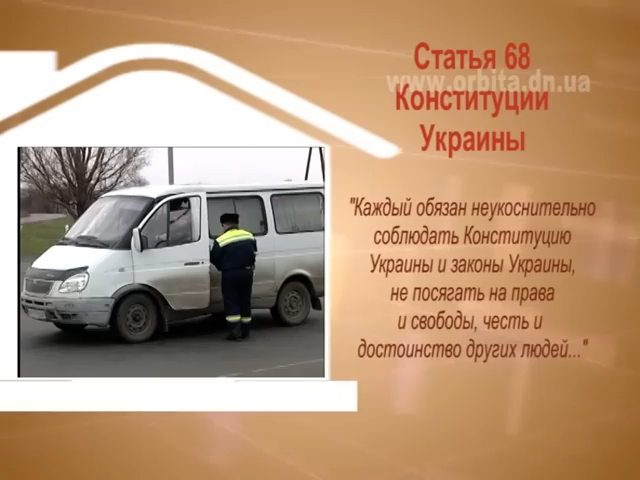 Статья 68
www.orbita.dn.ua
Конституции
Украины
"Каждый обязан неукоснительно
соблюдать Конституцию
Украины и законы Украины,
не посягать на права
и свободы, честь и
достоинство других людей..."